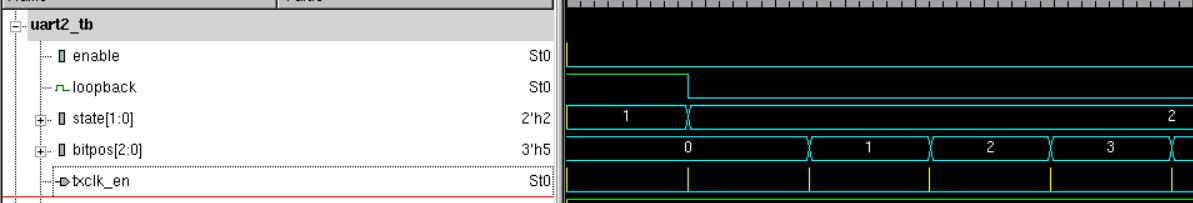 uart2_tb
enable St0
loopback St0
state[1:0] 2'h2 1 2
bitpos[2:0] 3'h5 0 1 2 3
txclk_en St0